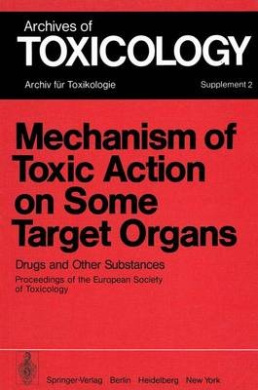 Archives of
TOXICOLOGY
Archiv für Toxikologie Supplement 2
Mechanism of
Toxic Action
on Some
Target Organs
Drugs and Other Substances
Proceedings of the European Society
of Toxicology
Springer-Verlag Berlin Heidelberg New York